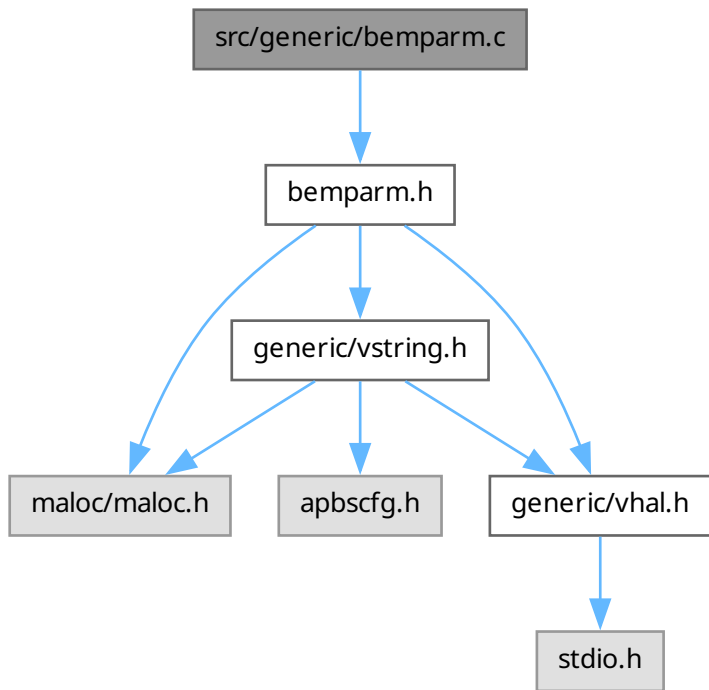 src/generic/bemparm.c
bemparm.h
generic/vstring.h
maloc/maloc.h
apbscfg.h
generic/vhal.h
stdio.h